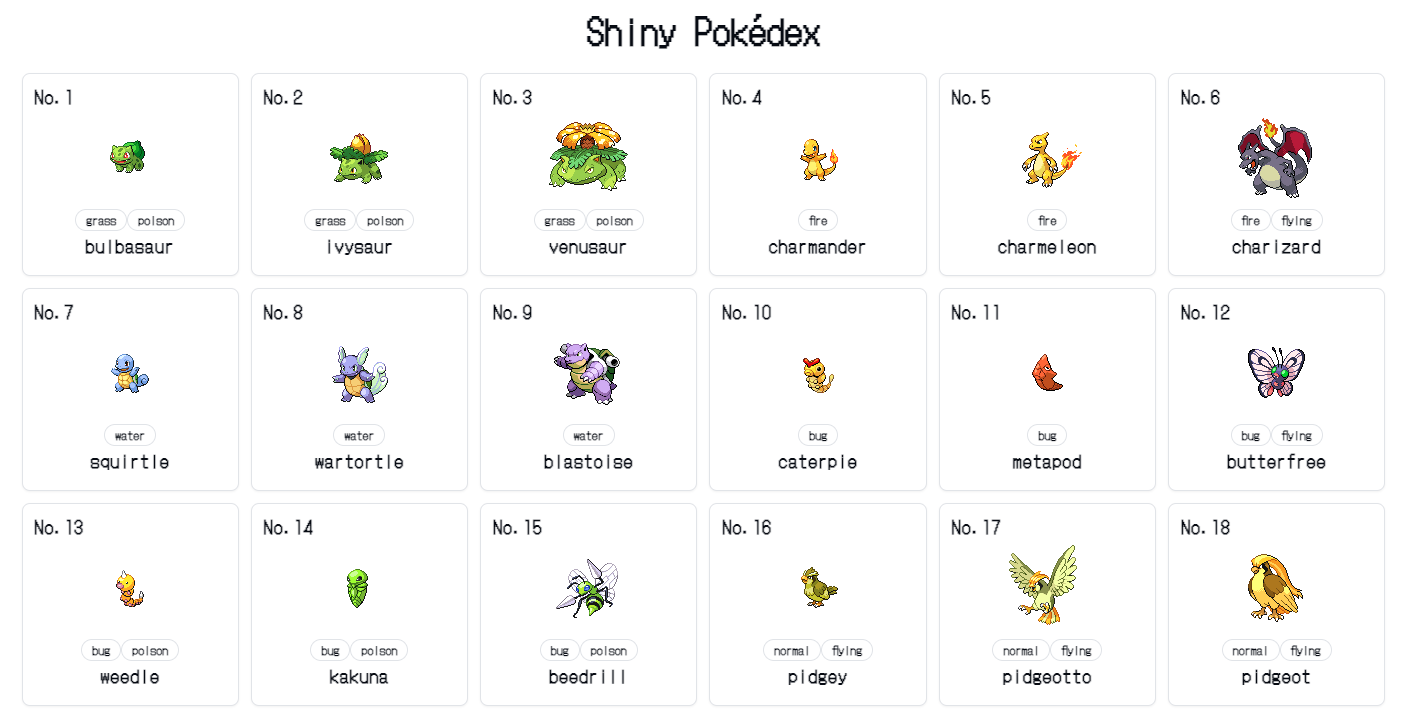 Shiny Pokédex
No. 1
grass poison
bulbasaur
No. 2
grass poison
ivysaur
No. 3
grass poison
venusaur
No. 4
fire
charmander
No. 5
fire
charmeleon
No. 6
fire flying
charizard
No. 7
water
squirtle
No. 8
water
wartortle
No. 9
water
blastoise
No. 10
bug
caterpie
No. 11
bug
metapod
No. 12
bug flying
butterfree
No. 13
bug poison
weedle
No. 14
bug poison
kakuna
No. 15
bug poison
beedrill
No. 16
normal flying
pidgey
No. 17
normal flying
pidgeotto
No. 18
normal flying
pidgeot